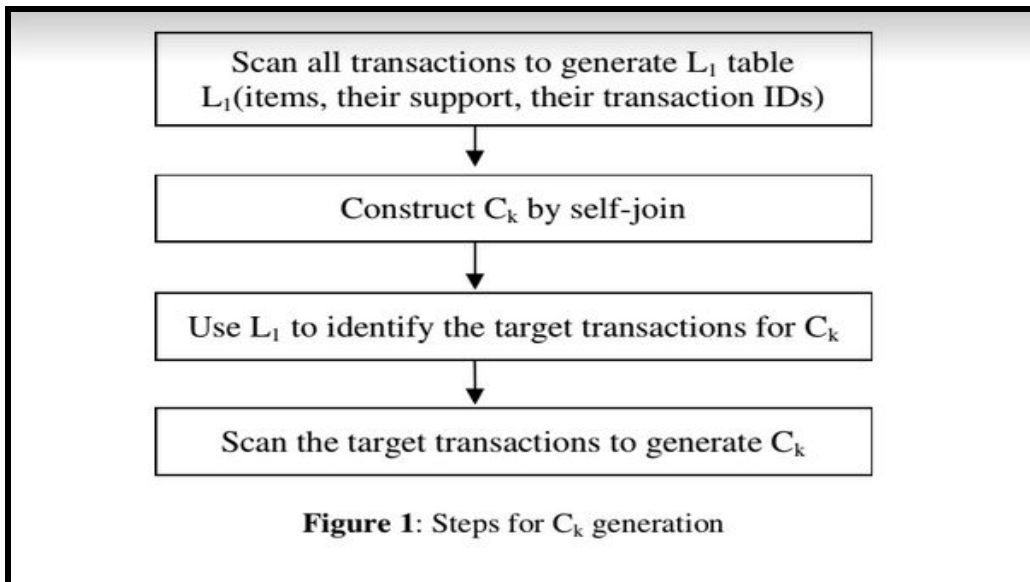 Scan all transactions to generate L₁ table
L₁(items, their support, their transaction IDs)
Construct Cₖ by self-join
Use L₁ to identify the target transactions for Cₖ
Scan the target transactions to generate Cₖ
Figure 1: Steps for Cₖ generation